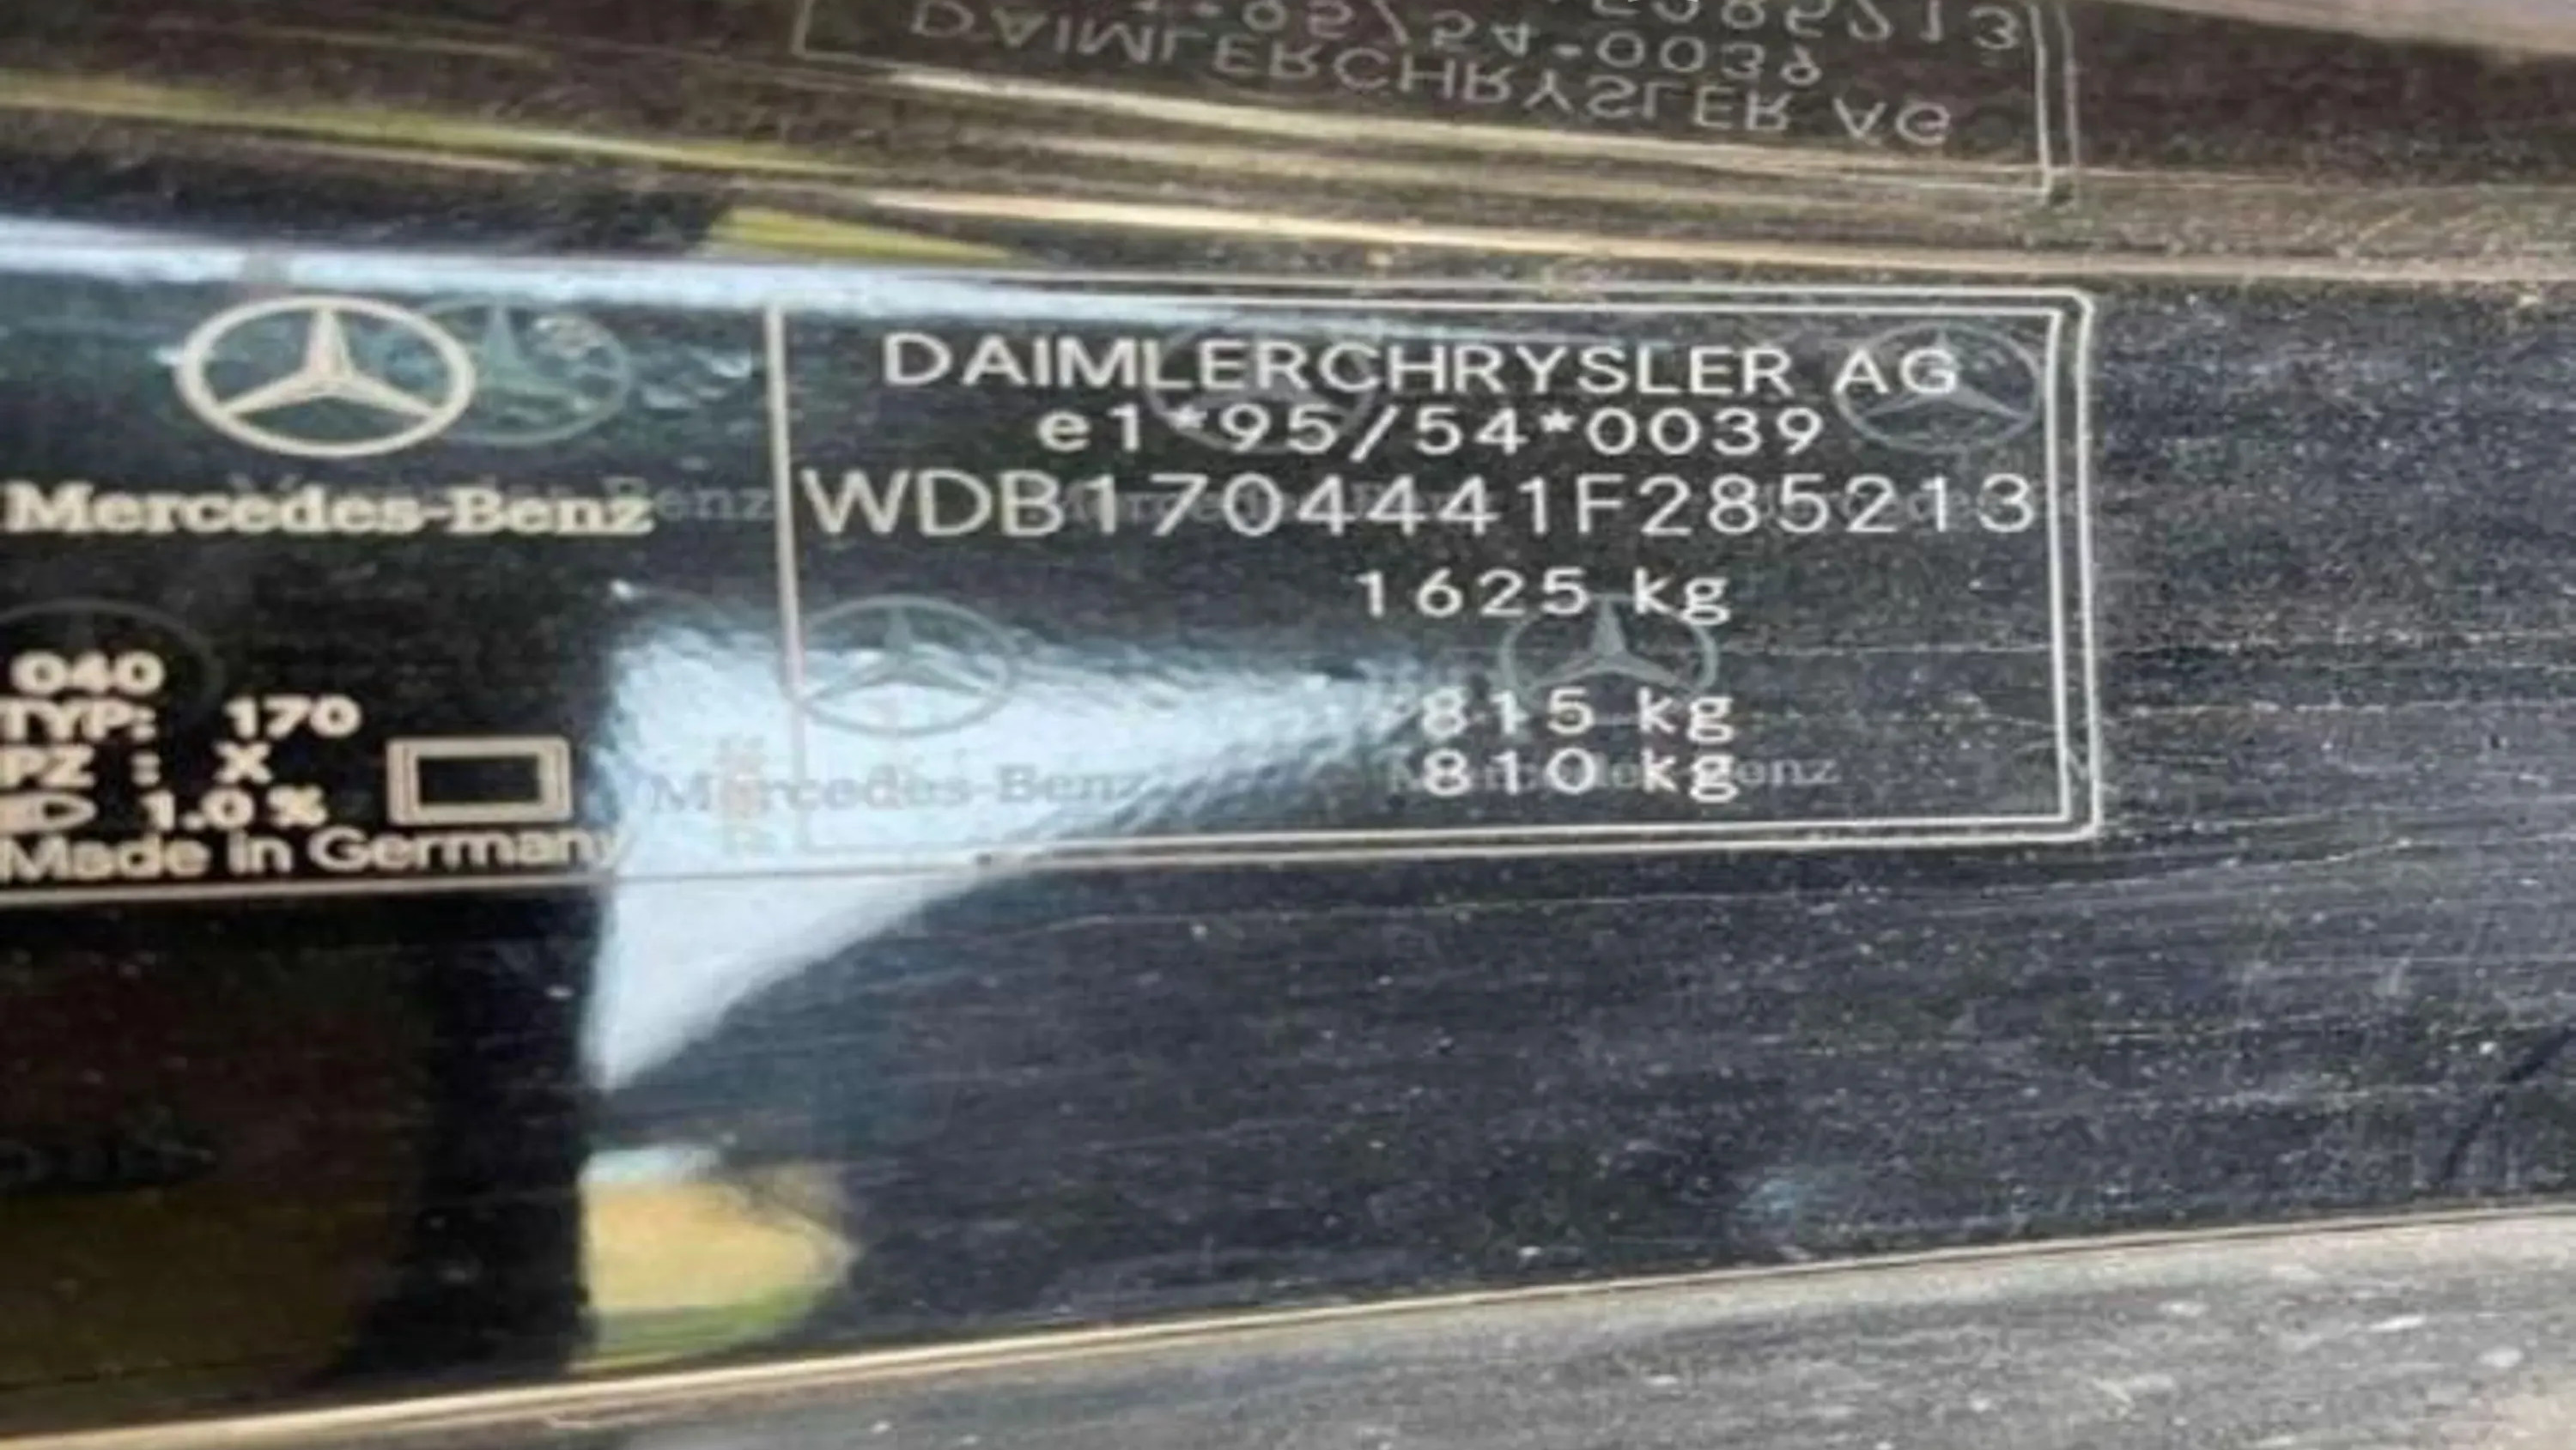 DAIMLERCHRYSLER AG
e1*95/54*0039
WDB1704441F285213
1625 kg
815 kg
810 kg
Mercedes-Benz
040
TYP: 170
PZ : X
1.0 %
Made in Germany